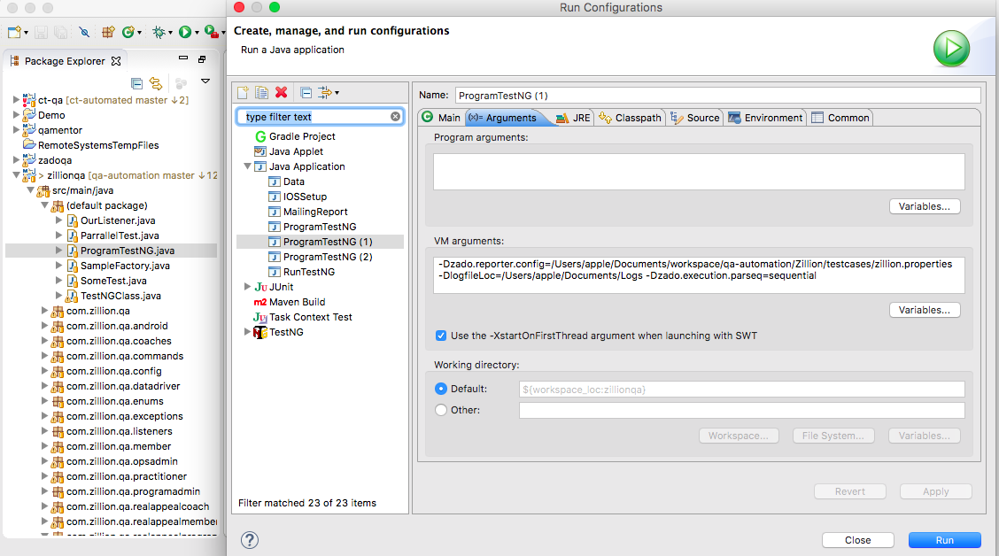 Run Configurations
Create, manage, and run configurations
Run a Java application
Package Explorer
ct-qa [ct-automated master ↓2]
Demo
qamentor
RemoteSystemsTempFiles
zadoqa
> zillionqa [qa-automation master ↓12
src/main/java
(default package)
OurListener.java
ParrallelTest.java
ProgramTestNG.java
SampleFactory.java
SomeTest.java
TestNGClass.java
com.zillion.qa
com.zillion.qa.android
com.zillion.qa.coaches
com.zillion.qa.commands
com.zillion.qa.config
com.zillion.qa.datadriver
com.zillion.qa.enums
com.zillion.qa.exceptions
com.zillion.qa.listeners
com.zillion.qa.member
com.zillion.qa.opsadmin
com.zillion.qa.practitioner
com.zillion.qa.programadmin
com.zillion.qa.realappealcoach
com.zillion.qa.realappealmember
type filter text
Gradle Project
Java Applet
Java Application
Data
IOSSetup
MailingReport
ProgramTestNG
ProgramTestNG (1)
ProgramTestNG (2)
RunTestNG
JUnit
Maven Build
Task Context Test
TestNG
Filter matched 23 of 23 items
Name: ProgramTestNG (1)
Main (x)= Arguments JRE Classpath Source Environment Common
Program arguments:
Variables...
VM arguments:
-Dzado.reporter.config=/Users/apple/Documents/workspace/qa-automation/Zillion/testcases/zillion.properties
-DlogfileLoc=/Users/apple/Documents/Logs -Dzado.execution.parseq=sequential
Variables...
Use the -XstartOnFirstThread argument when launching with SWT
Working directory:
Default: ${workspace_loc:zillionqa}
Other:
Workspace... File System... Variables...
Revert Apply
Close Run